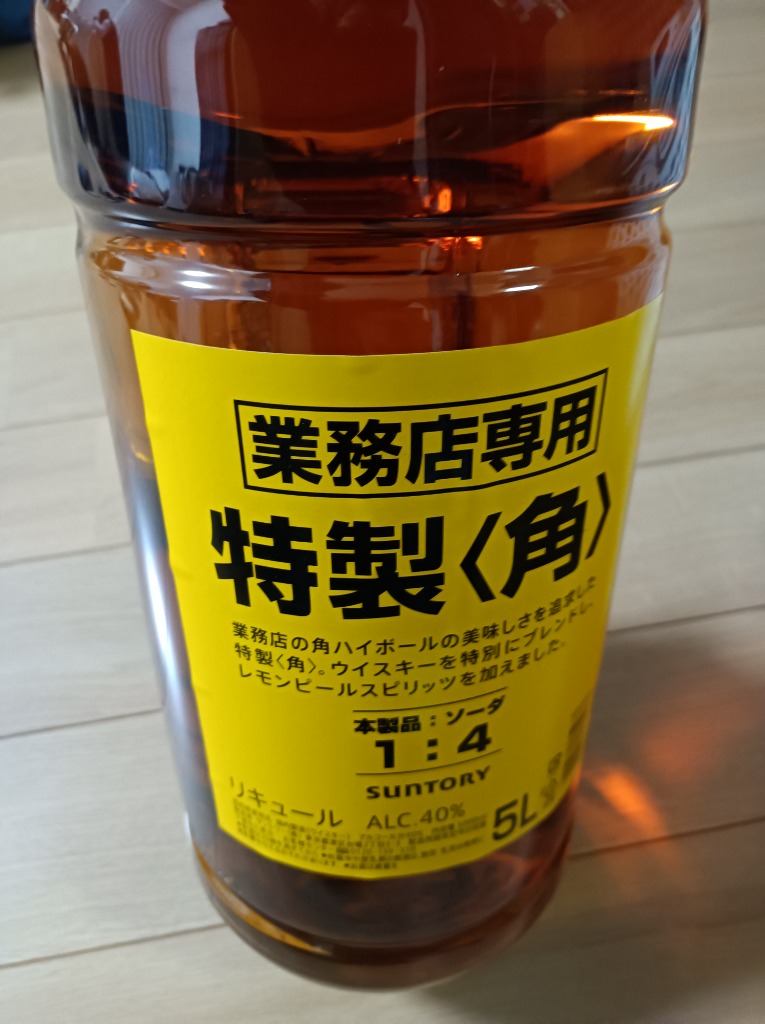 業務店専用
特製〈角〉
業務店の角ハイボールの美味しさを追求した
特製〈角〉。ウイスキーを特別にブレンドし、
レモンピールスピリッツを加えました。
本製品：ソーダ
1：4
SUNTORY
リキュール ALC.40%
5L